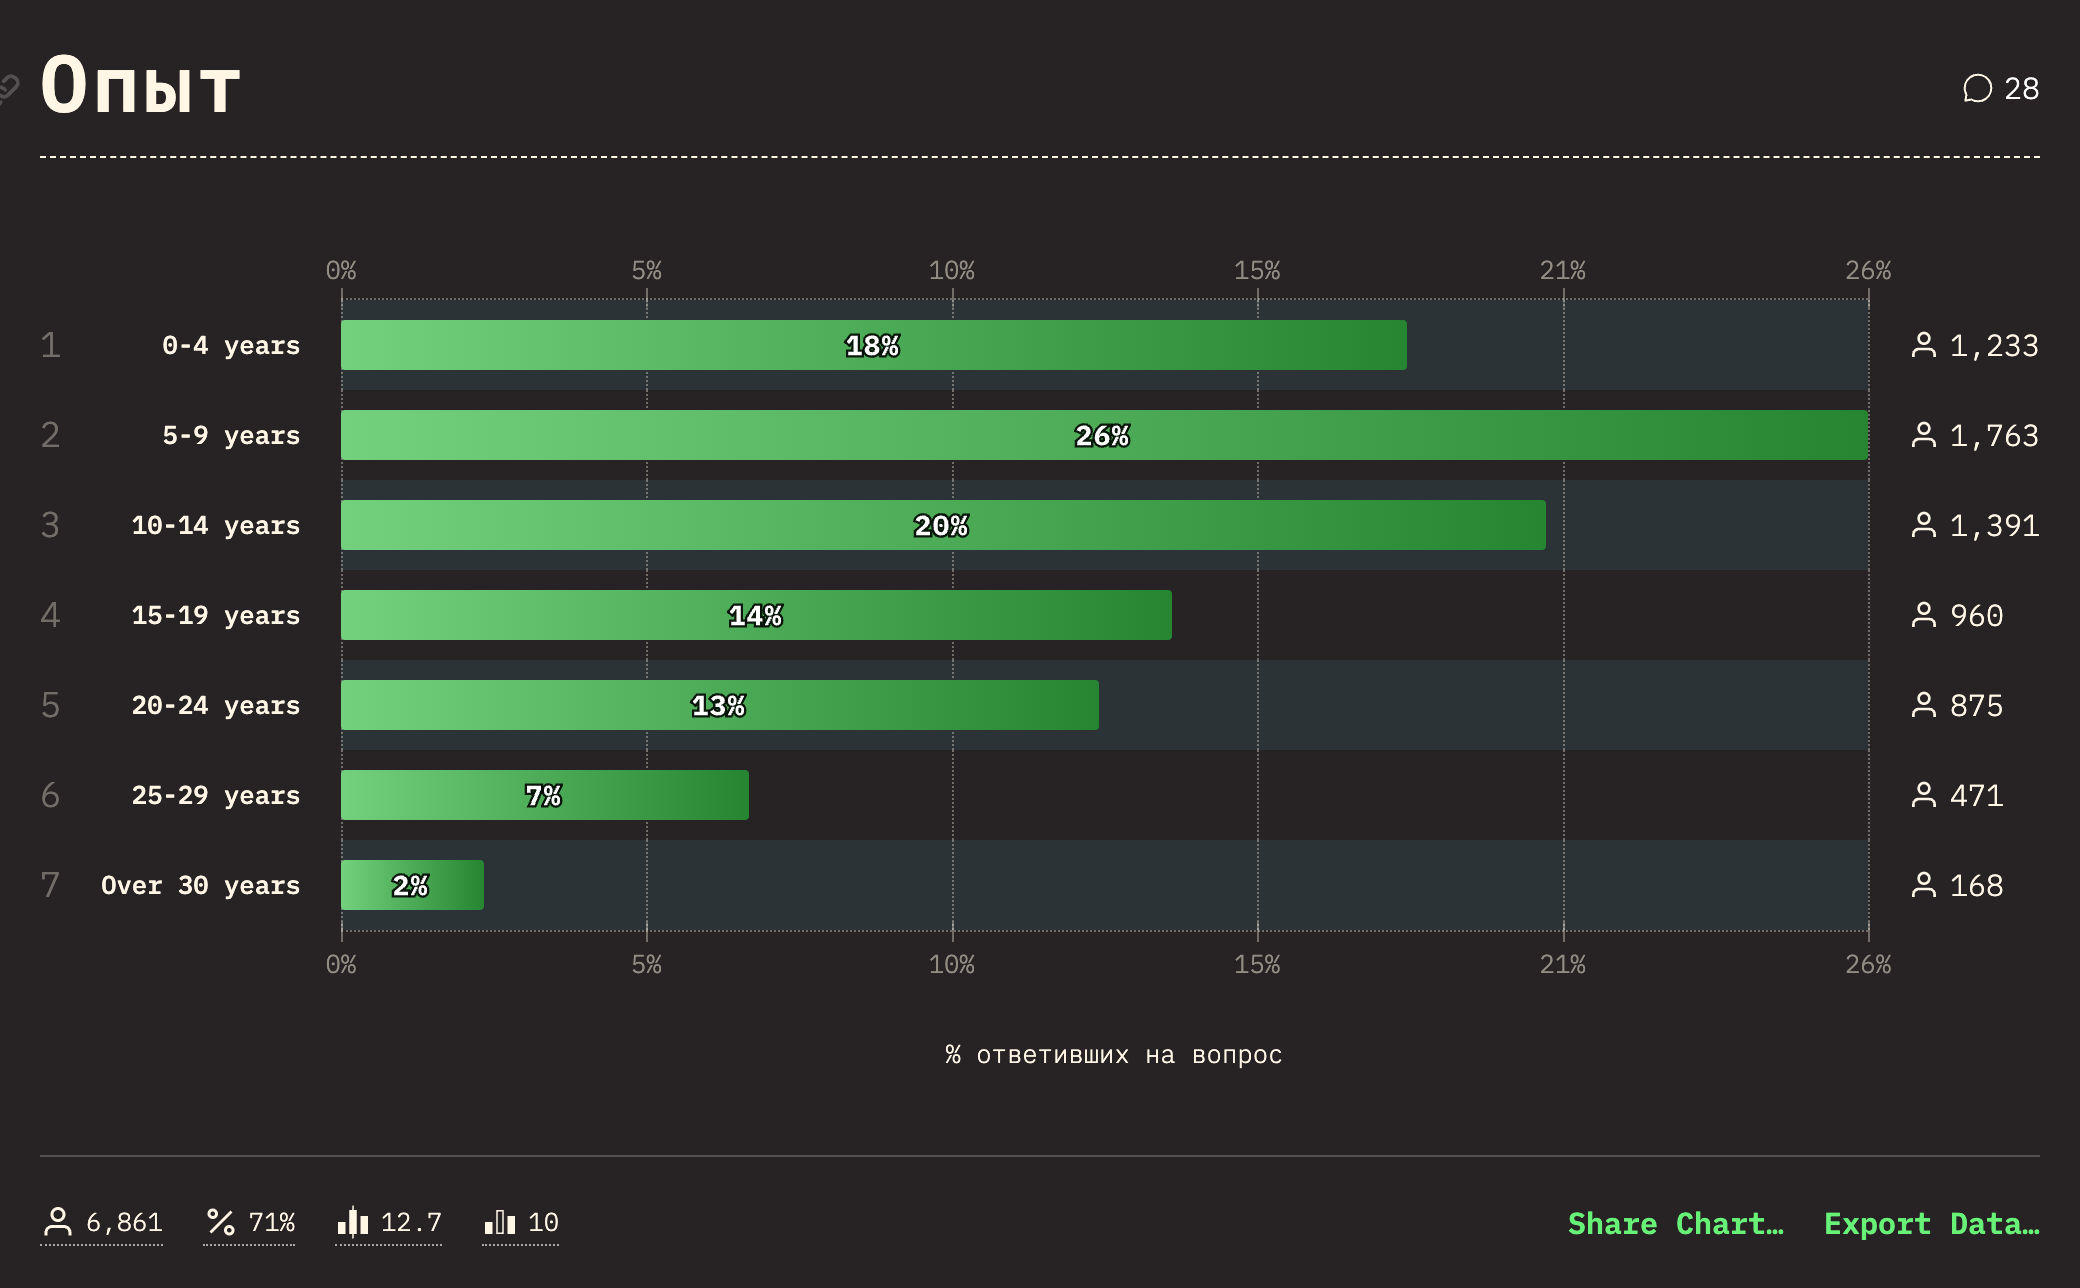 Опыт
28
0% 5% 10% 15% 21% 26%
1 0-4 years 18% 1,233
2 5-9 years 26% 1,763
3 10-14 years 20% 1,391
4 15-19 years 14% 960
5 20-24 years 13% 875
6 25-29 years 7% 471
7 Over 30 years 2% 168
0% 5% 10% 15% 21% 26%
% ответивших на вопрос
6,861 71% 12.7 10 Share Chart… Export Data…